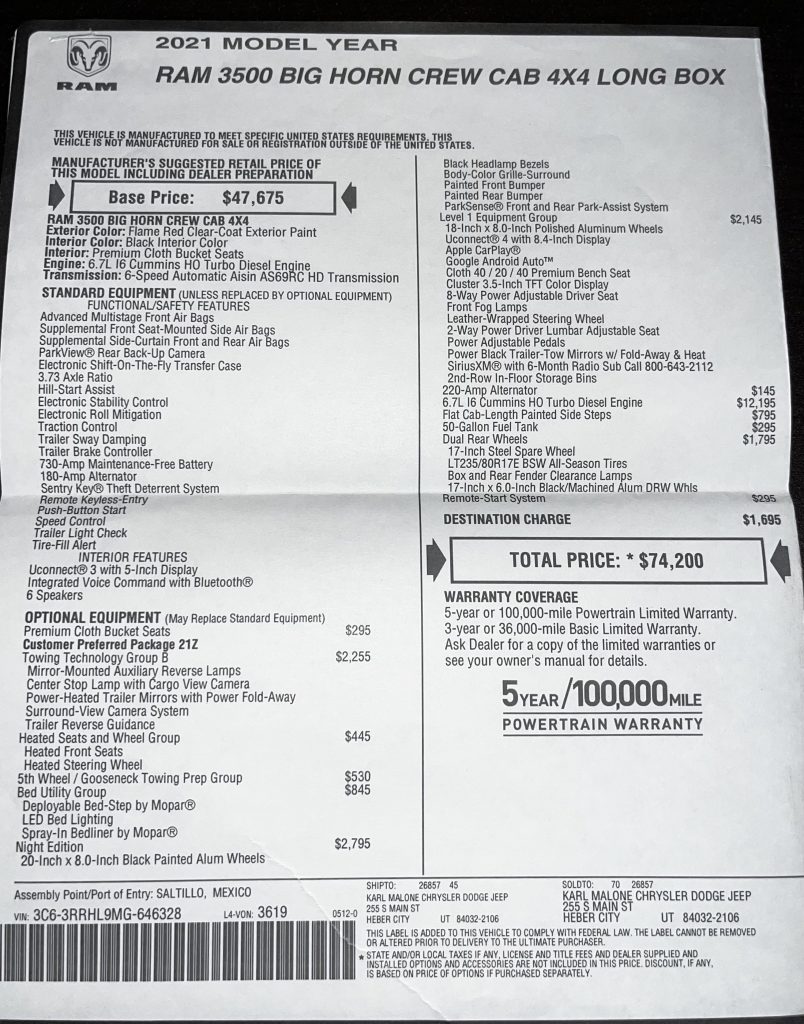 2021 MODEL YEAR
RAM
RAM 3500 BIG HORN CREW CAB 4X4 LONG BOX
THIS VEHICLE IS MANUFACTURED TO MEET SPECIFIC UNITED STATES REQUIREMENTS. THIS
VEHICLE IS NOT MANUFACTURED FOR SALE OR REGISTRATION OUTSIDE OF THE UNITED STATES.
MANUFACTURER'S SUGGESTED RETAIL PRICE OF
THIS MODEL INCLUDING DEALER PREPARATION
Base Price: $47,675
RAM 3500 BIG HORN CREW CAB 4X4
Exterior Color: Flame Red Clear-Coat Exterior Paint
Interior Color: Black Interior Color
Interior: Premium Cloth Bucket Seats
Engine: 6.7L I6 Cummins HO Turbo Diesel Engine
Transmission: 6-Speed Automatic Aisin AS69RC HD Transmission
STANDARD EQUIPMENT (UNLESS REPLACED BY OPTIONAL EQUIPMENT)
FUNCTIONAL/SAFETY FEATURES
Advanced Multistage Front Air Bags
Supplemental Front Seat-Mounted Side Air Bags
Supplemental Side-Curtain Front and Rear Air Bags
ParkView® Rear Back-Up Camera
Electronic Shift-On-The-Fly Transfer Case
3.73 Axle Ratio
Hill-Start Assist
Electronic Stability Control
Electronic Roll Mitigation
Traction Control
Trailer Sway Damping
Trailer Brake Controller
730-Amp Maintenance-Free Battery
180-Amp Alternator
Sentry Key® Theft Deterrent System
Remote Keyless-Entry
Push-Button Start
Speed Control
Trailer Light Check
Tire-Fill Alert
INTERIOR FEATURES
Uconnect® 3 with 5-Inch Display
Integrated Voice Command with Bluetooth®
6 Speakers
OPTIONAL EQUIPMENT (May Replace Standard Equipment)
Premium Cloth Bucket Seats $295
Customer Preferred Package 21Z
Towing Technology Group B $2,255
Mirror-Mounted Auxiliary Reverse Lamps
Center Stop Lamp with Cargo View Camera
Power-Heated Trailer Mirrors with Power Fold-Away
Surround-View Camera System
Trailer Reverse Guidance
Heated Seats and Wheel Group $445
Heated Front Seats
Heated Steering Wheel
5th Wheel / Gooseneck Towing Prep Group $530
Bed Utility Group $845
Deployable Bed-Step by Mopar®
LED Bed Lighting
Spray-In Bedliner by Mopar®
Night Edition $2,795
20-Inch x 8.0-Inch Black Painted Alum Wheels
Black Headlamp Bezels
Body-Color Grille-Surround
Painted Front Bumper
Painted Rear Bumper
ParkSense® Front and Rear Park-Assist System
Level 1 Equipment Group $2,145
18-Inch x 8.0-Inch Polished Aluminum Wheels
Uconnect® 4 with 8.4-Inch Display
Apple CarPlay®
Google Android Auto™
Cloth 40 / 20 / 40 Premium Bench Seat
Cluster 3.5-Inch TFT Color Display
8-Way Power Adjustable Driver Seat
Front Fog Lamps
Leather-Wrapped Steering Wheel
2-Way Power Driver Lumbar Adjustable Seat
Power Adjustable Pedals
Power Black Trailer-Tow Mirrors w/ Fold-Away & Heat
SiriusXM® with 6-Month Radio Sub Call 800-643-2112
2nd-Row In-Floor Storage Bins
220-Amp Alternator $145
6.7L I6 Cummins HO Turbo Diesel Engine $12,195
Flat Cab-Length Painted Side Steps $795
50-Gallon Fuel Tank $295
Dual Rear Wheels $1,795
17-Inch Steel Spare Wheel
LT235/80R17E BSW All-Season Tires
Box and Rear Fender Clearance Lamps
17-Inch x 6.0-Inch Black/Machined Alum DRW Whls
Remote-Start System $295
DESTINATION CHARGE $1,695
TOTAL PRICE: * $74,200
WARRANTY COVERAGE
5-year or 100,000-mile Powertrain Limited Warranty.
3-year or 36,000-mile Basic Limited Warranty.
Ask Dealer for a copy of the limited warranties or
see your owner's manual for details.
5 YEAR/100,000 MILE
POWERTRAIN WARRANTY
Assembly Point/Port of Entry: SALTILLO, MEXICO
VIN: 3C6-3RRHL9MG-646328 L4-VON: 3619 0512-0
SHIPTO: 26857 45
KARL MALONE CHRYSLER DODGE JEEP
255 S MAIN ST
HEBER CITY UT 84032-2106
SOLDTO: 70 26857
KARL MALONE CHRYSLER DODGE JEEP
255 S MAIN ST
HEBER CITY UT 84032-2106
THIS LABEL IS ADDED TO THIS VEHICLE TO COMPLY WITH FEDERAL LAW. THE LABEL CANNOT BE REMOVED
OR ALTERED PRIOR TO DELIVERY TO THE ULTIMATE PURCHASER.
* STATE AND/OR LOCAL TAXES IF ANY, LICENSE AND TITLE FEES AND DEALER SUPPLIED AND
INSTALLED OPTIONS AND ACCESSORIES ARE NOT INCLUDED IN THIS PRICE. DISCOUNT, IF ANY,
IS BASED ON PRICE OF OPTIONS IF PURCHASED SEPARATELY.